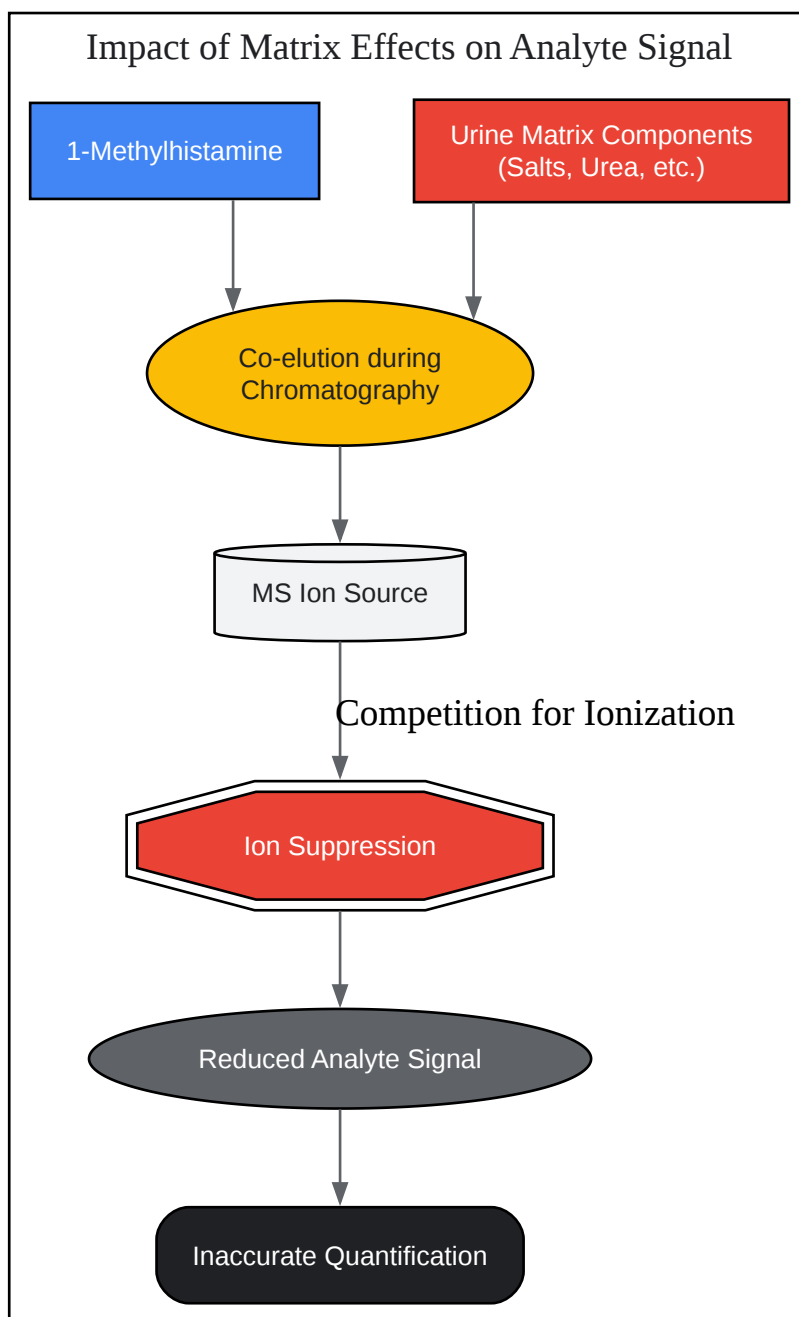 Impact of Matrix Effects on Analyte Signal
1-Methylhistamine
Urine Matrix Components
(Salts, Urea, etc.)
Co-elution during
Chromatography
MS Ion Source
Competition for Ionization
Ion Suppression
Reduced Analyte Signal
Inaccurate Quantification